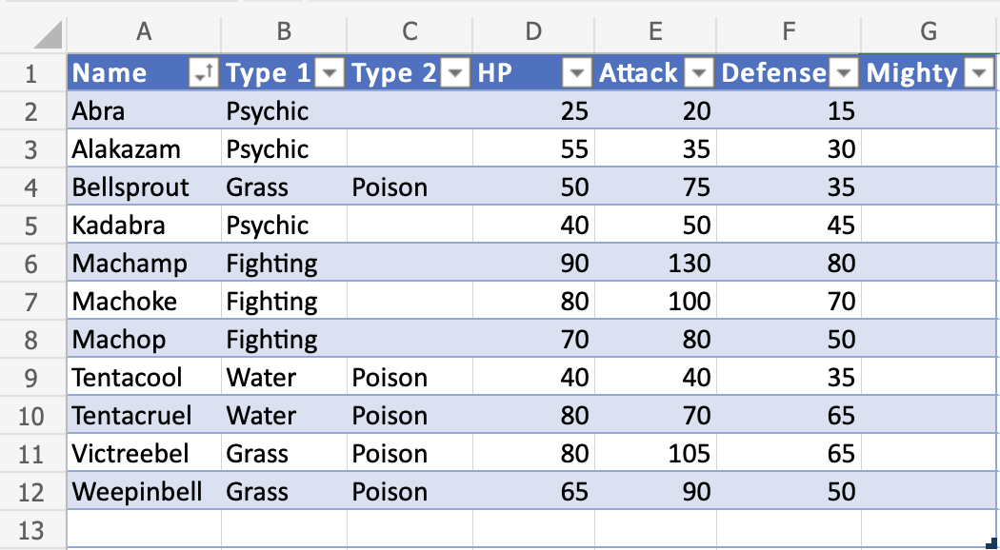 A B C D E F G
1 Name Type 1 Type 2 HP Attack Defense Mighty
2 Abra Psychic 25 20 15
3 Alakazam Psychic 55 35 30
4 Bellsprout Grass Poison 50 75 35
5 Kadabra Psychic 40 50 45
6 Machamp Fighting 90 130 80
7 Machoke Fighting 80 100 70
8 Machop Fighting 70 80 50
9 Tentacool Water Poison 40 40 35
10 Tentacruel Water Poison 80 70 65
11 Victreebel Grass Poison 80 105 65
12 Weepinbell Grass Poison 65 90 50
13